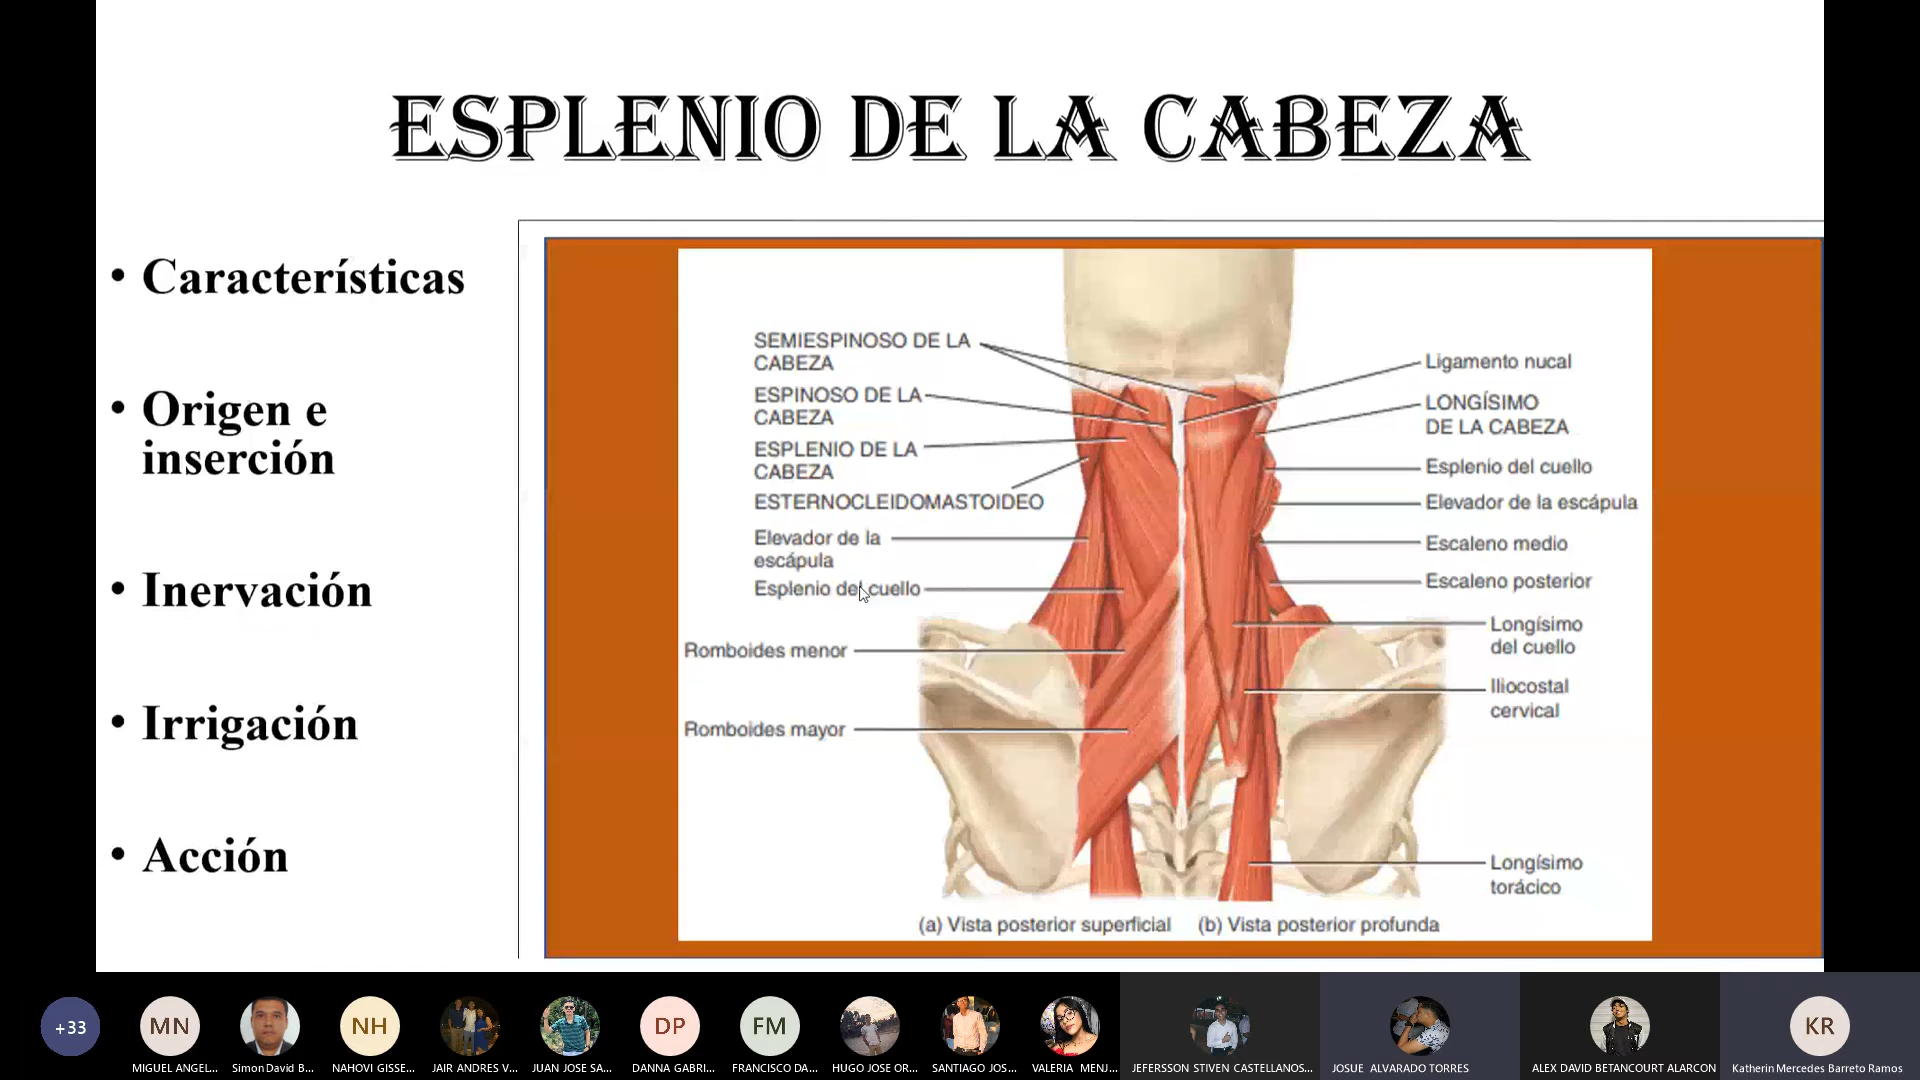 ESPLENIO DE LA CABEZA
• Características
• Origen e
inserción
• Inervación
• Irrigación
• Acción
SEMIESPINOSO DE LA
CABEZA
ESPINOSO DE LA
CABEZA
ESPLENIO DE LA
CABEZA
ESTERNOCLEIDOMASTOIDEO
Elevador de la
escápula
Esplenio del cuello
Romboides menor
Romboides mayor
Ligamento nucal
LONGÍSIMO
DE LA CABEZA
Esplenio del cuello
Elevador de la escápula
Escaleno medio
Escaleno posterior
Longísimo
del cuello
Iliocostal
cervical
Longísimo
torácico
(a) Vista posterior superficial
(b) Vista posterior profunda
+33
MN
NH
DP
FM
KR
MIGUEL ANGEL...
Simon David B...
NAHOVI GISSE...
JAIR ANDRES V...
JUAN JOSE SA...
DANNA GABRI...
FRANCISCO DA...
HUGO JOSE OR...
SANTIAGO JOS...
VALERIA MENJ...
JEFERSSON STIVEN CASTELLANOS...
JOSUE ALVARADO TORRES
ALEX DAVID BETANCOURT ALARCON
Katherin Mercedes Barreto Ramos